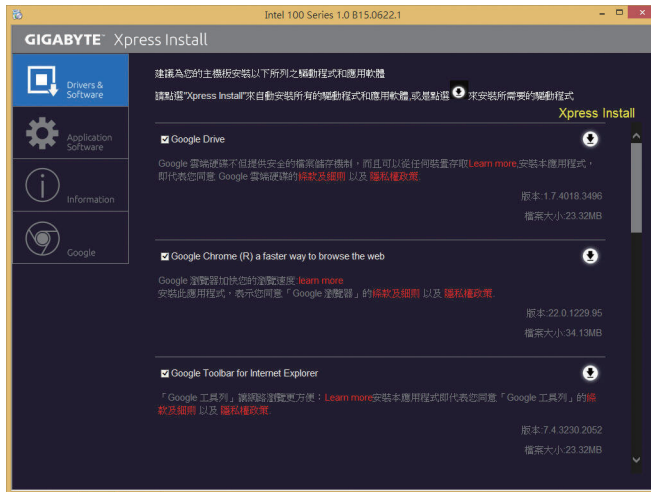 Intel 100 Series 1.0 B15.0622.1
GIGABYTE™ Xpress Install
Drivers &
Software
Application
Software
Information
Google
建議為您的主機板安裝以下所列之驅動程式和應用軟體
請點選"Xpress Install"來自動安裝所有的驅動程式和應用軟體,或是點選 來安裝所需要的驅動程式
Xpress Install
Google Drive
Google 雲端硬碟不但提供安全的檔案儲存機制,而且可以從任何裝置存取Learn more.安裝本應用程式,
即代表您同意 Google 雲端硬碟的條款及細則 以及 隱私權政策.
版本:1.7.4018.3496
檔案大小:23.32MB
Google Chrome (R) a faster way to browse the web
Google 瀏覽器加快您的瀏覽速度.learn more
安裝此應用程式,表示您同意「Google 瀏覽器」的條款及細則 以及 隱私權政策.
版本:22.0.1229.95
檔案大小:34.13MB
Google Toolbar for Internet Explorer
「Google 工具列」讓網路瀏覽更方便:Learn more安裝本應用程式即代表您同意「Google 工具列」的條
款及細則 以及 隱私權政策.
版本:7.4.3230.2052
檔案大小:23.32MB